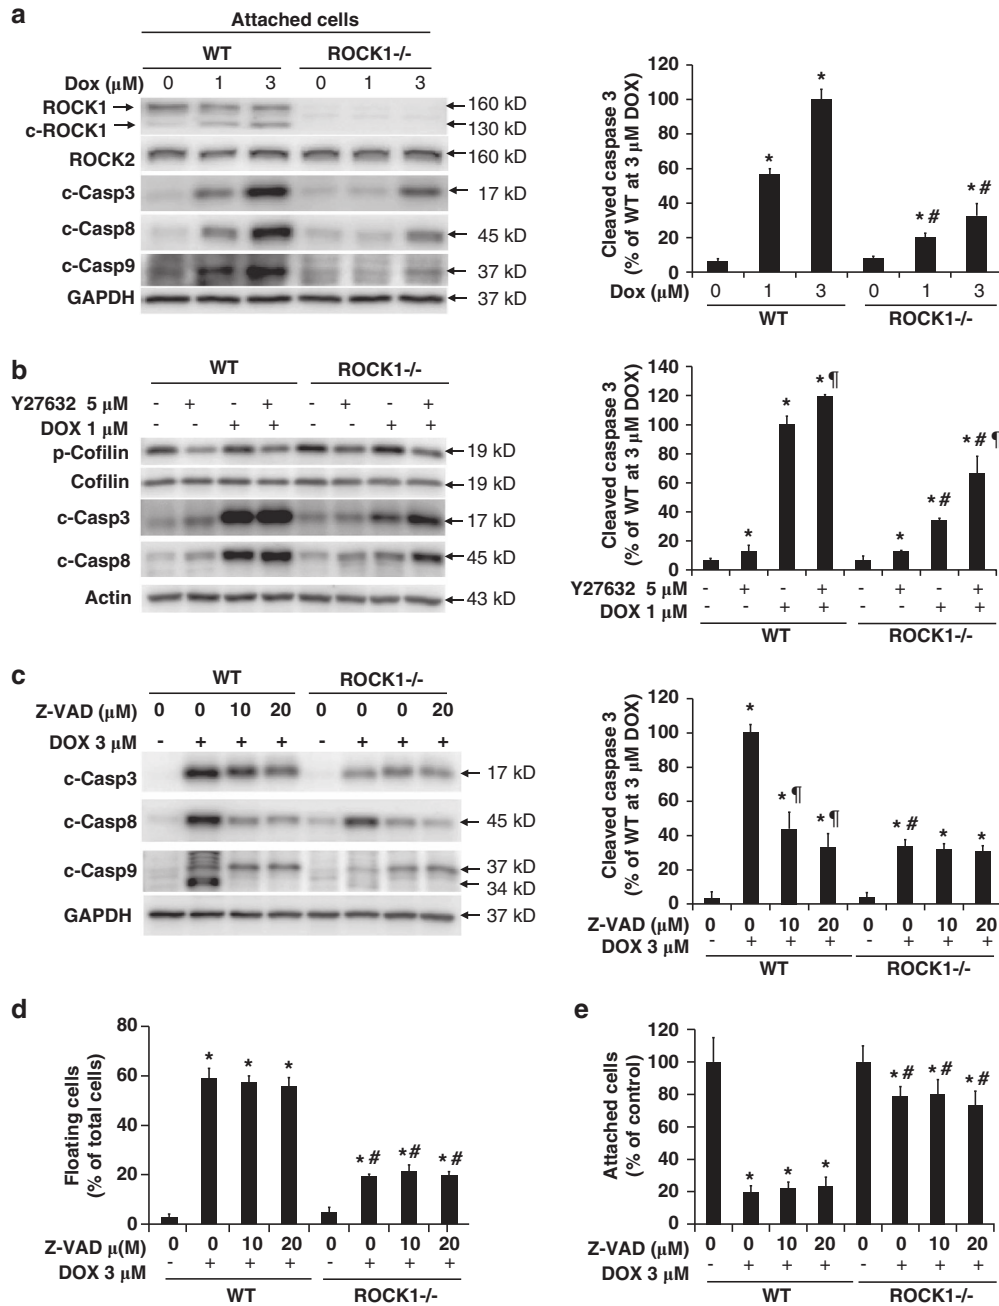 a
Attached cells
WT ROCK1-/-
Dox (μM) 0 1 3 0 1 3
ROCK1 160 kD
c-ROCK1 130 kD
ROCK2 160 kD
c-Casp3 17 kD
c-Casp8 45 kD
c-Casp9 37 kD
GAPDH 37 kD
Cleaved caspase 3
(% of WT at 3 μM DOX)
120
100
80
60
40
20
0
* * * # * #
Dox (μM) 0 1 3 0 1 3
WT ROCK1-/-
b
WT ROCK1-/-
Y27632 5 μM - + - + - + - +
DOX 1 μM - - + + - - + +
p-Cofilin 19 kD
Cofilin 19 kD
c-Casp3 17 kD
c-Casp8 45 kD
Actin 43 kD
Cleaved caspase 3
(% of WT at 3 μM DOX)
140
120
100
80
60
40
20
0
* * * ¶ * * # * # ¶
Y27632 5 μM - + - + - + - +
DOX 1 μM - - + + - - + +
WT ROCK1-/-
c
WT ROCK1-/-
Z-VAD (μM) 0 0 10 20 0 0 0 20
DOX 3 μM - + + + - + + +
c-Casp3 17 kD
c-Casp8 45 kD
c-Casp9 37 kD
34 kD
GAPDH 37 kD
Cleaved caspase 3
(% of WT at 3 μM DOX)
120
100
80
60
40
20
0
* * ¶ * ¶ * # * *
Z-VAD (μM) 0 0 10 20 0 0 10 20
DOX 3 μM - + + + - + + +
WT ROCK1-/-
d
Floating cells
(% of total cells)
80
60
40
20
0
* * * * # * # * #
Z-VAD μ(M) 0 0 10 20 0 0 10 20
DOX 3 μM - + + + - + + +
WT ROCK1-/-
e
Attached cells
(% of control)
120
100
80
60
40
20
0
* * * * # * # * #
Z-VAD (μM) 0 0 10 20 0 0 10 20
DOX 3 μM - + + + - + + +
WT ROCK1-/-